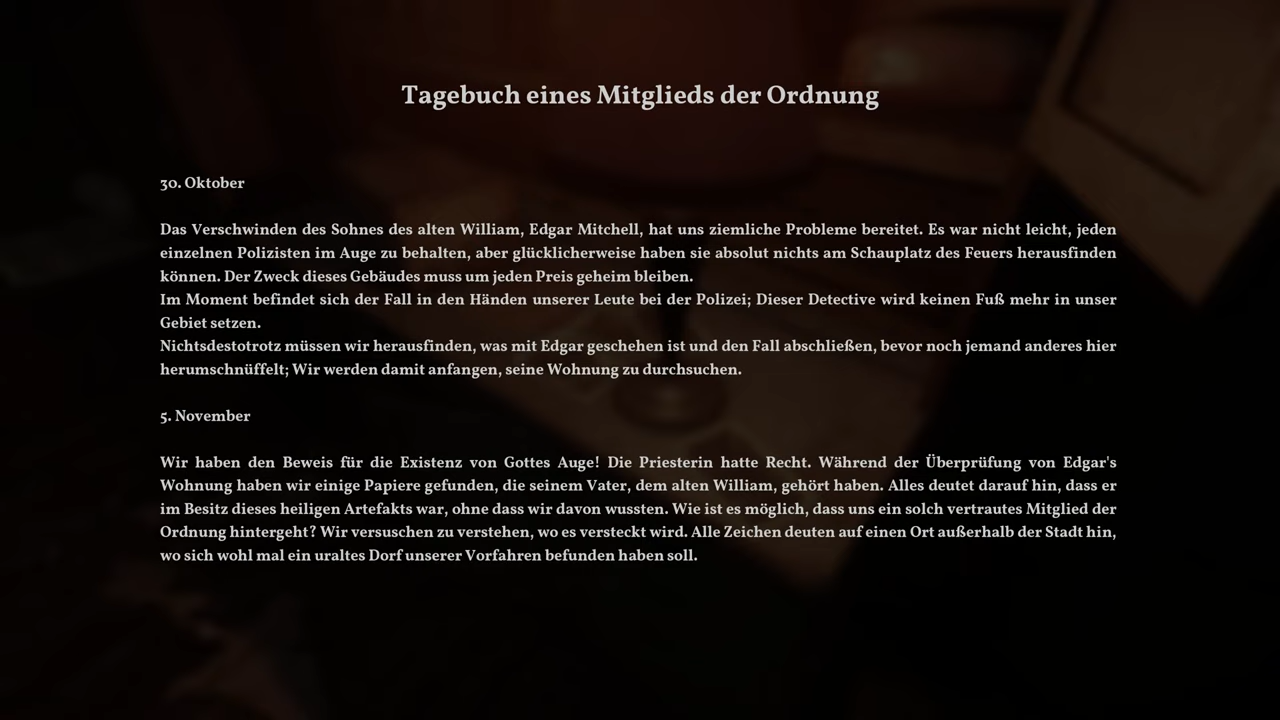 Tagebuch eines Mitglieds der Ordnung
30. Oktober
Das Verschwinden des Sohnes des alten William, Edgar Mitchell, hat uns ziemliche Probleme bereitet. Es war nicht leicht, jeden
einzelnen Polizisten im Auge zu behalten, aber glücklicherweise haben sie absolut nichts am Schauplatz des Feuers herausfinden
können. Der Zweck dieses Gebäudes muss um jeden Preis geheim bleiben.
Im Moment befindet sich der Fall in den Händen unserer Leute bei der Polizei; Dieser Detective wird keinen Fuß mehr in unser
Gebiet setzen.
Nichtsdestotrotz müssen wir herausfinden, was mit Edgar geschehen ist und den Fall abschließen, bevor noch jemand anderes hier
herumschnüffelt; Wir werden damit anfangen, seine Wohnung zu durchsuchen.
5. November
Wir haben den Beweis für die Existenz von Gottes Auge! Die Priesterin hatte Recht. Während der Überprüfung von Edgar's
Wohnung haben wir einige Papiere gefunden, die seinem Vater, dem alten William, gehört haben. Alles deutet darauf hin, dass er
im Besitz dieses heiligen Artefakts war, ohne dass wir davon wussten. Wie ist es möglich, dass uns ein solch vertrautes Mitglied der
Ordnung hintergeht? Wir versuschen zu verstehen, wo es versteckt wird. Alle Zeichen deuten auf einen Ort außerhalb der Stadt hin,
wo sich wohl mal ein uraltes Dorf unserer Vorfahren befunden haben soll.